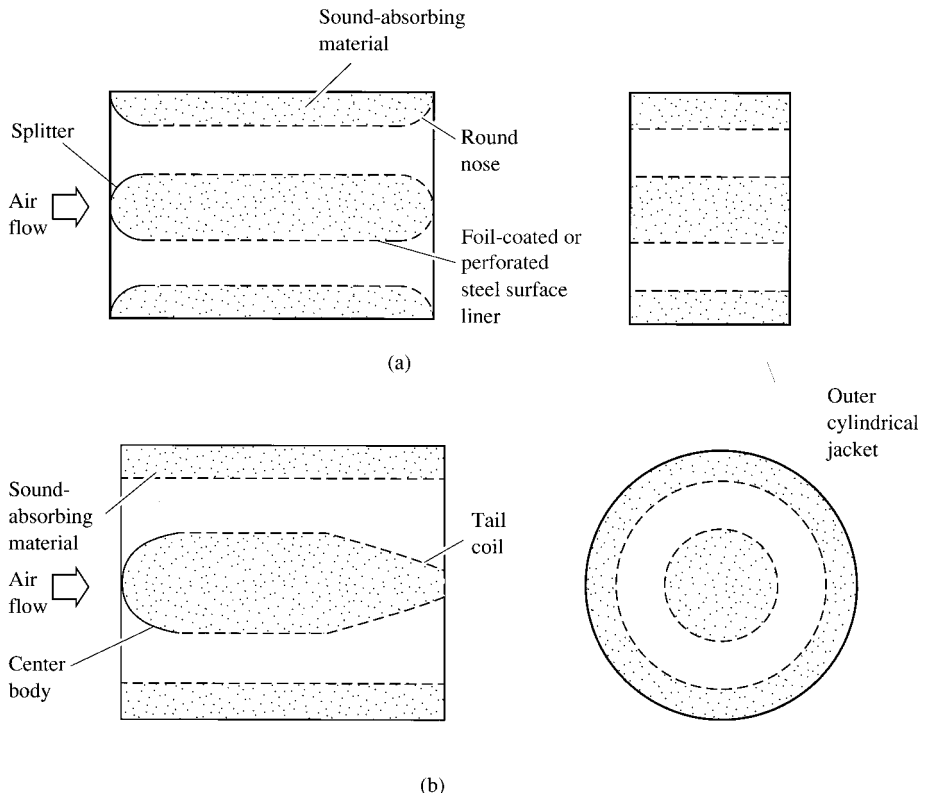 Sound-absorbing
material
Splitter
Air
flow
Round
nose
Foil-coated or
perforated
steel surface
liner
(a)
Outer
cylindrical
jacket
Sound-
absorbing
material
Air
flow
Center
body
Tail
coil
(b)